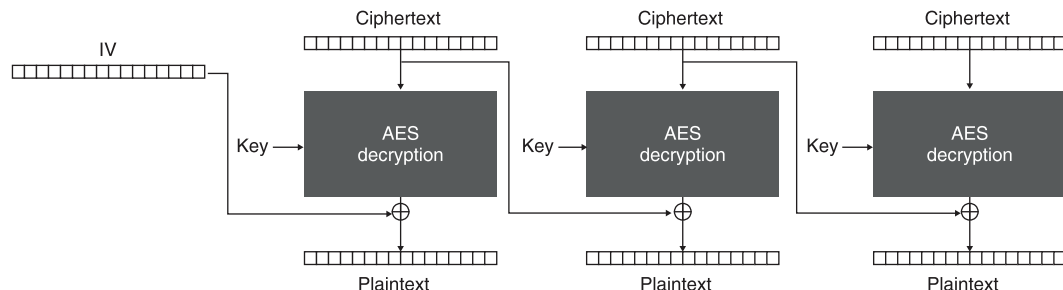 Ciphertext
Ciphertext
Ciphertext
IV
Key
AES
decryption
Key
AES
decryption
Key
AES
decryption
Plaintext
Plaintext
Plaintext